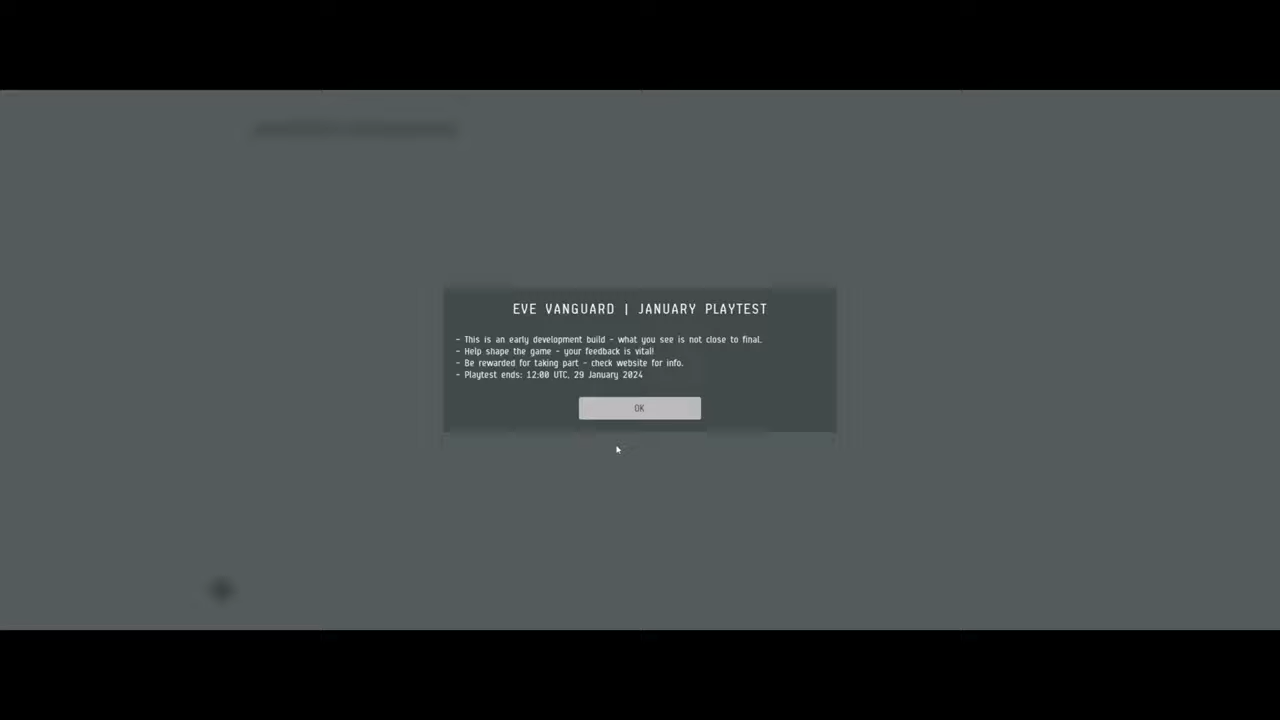 EVE VANGUARD | JANUARY PLAYTEST
- This is an early development build - what you see is not close to final.
- Help shape the game - your feedback is vital!
- Be rewarded for taking part - check website for info.
- Playtest ends: 12:00 UTC, 29 January 2024
OK